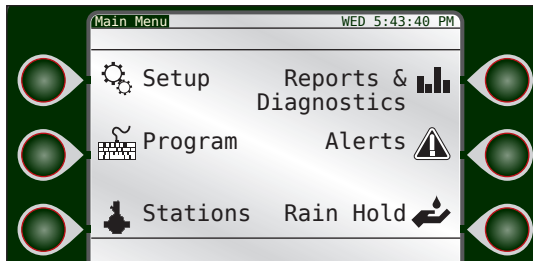 Main Menu WED 5:43:40 PM
Setup Reports &
Diagnostics
Program Alerts
Stations Rain Hold